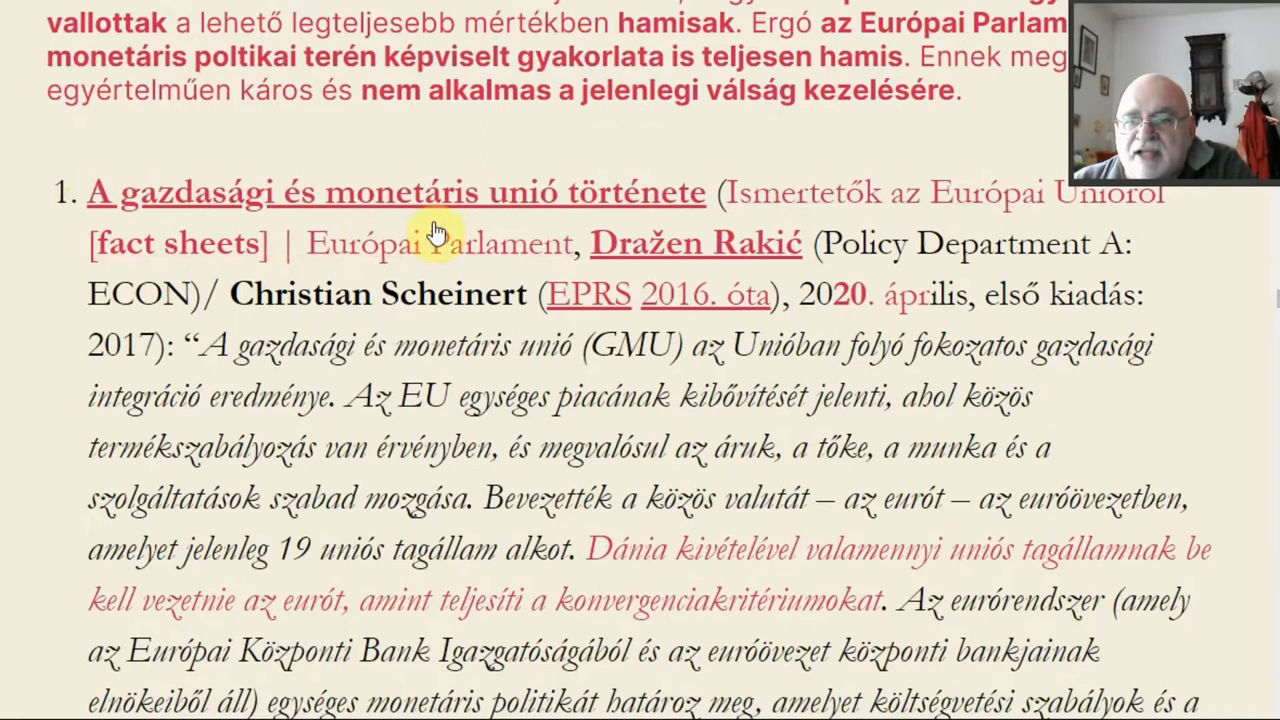 vallottak a lehető legteljesebb mértékben hamisak. Ergó az Európai Parlam
monetáris poltikai terén képviselt gyakorlata is teljesen hamis. Ennek meg
egyértelműen káros és nem alkalmas a jelenlegi válság kezelésére.
1. A gazdasági és monetáris unió története (Ismertetők az Európai Unióról
[fact sheets] | Európai Parlament, Dražen Rakić (Policy Department A:
ECON)/ Christian Scheinert (EPRS 2016. óta), 2020. április, első kiadás:
2017): “A gazdasági és monetáris unió (GMU) az Unióban folyó fokozatos gazdasági
integráció eredménye. Az EU egységes piacának kibővítését jelenti, ahol közös
termékszabályozás van érvényben, és megvalósul az áruk, a tőke, a munka és a
szolgáltatások szabad mozgása. Bevezették a közös valutát – az eurót – az euróövezetben,
amelyet jelenleg 19 uniós tagállam alkot. Dánia kivételével valamennyi uniós tagállamnak be
kell vezetnie az eurót, amint teljesíti a konvergenciakritériumokat. Az eurórendszer (amely
az Európai Központi Bank Igazgatóságából és az euróövezet központi bankjainak
elnökeiből áll) egységes monetáris politikát határoz meg, amelyet költségvetési szabályok és a